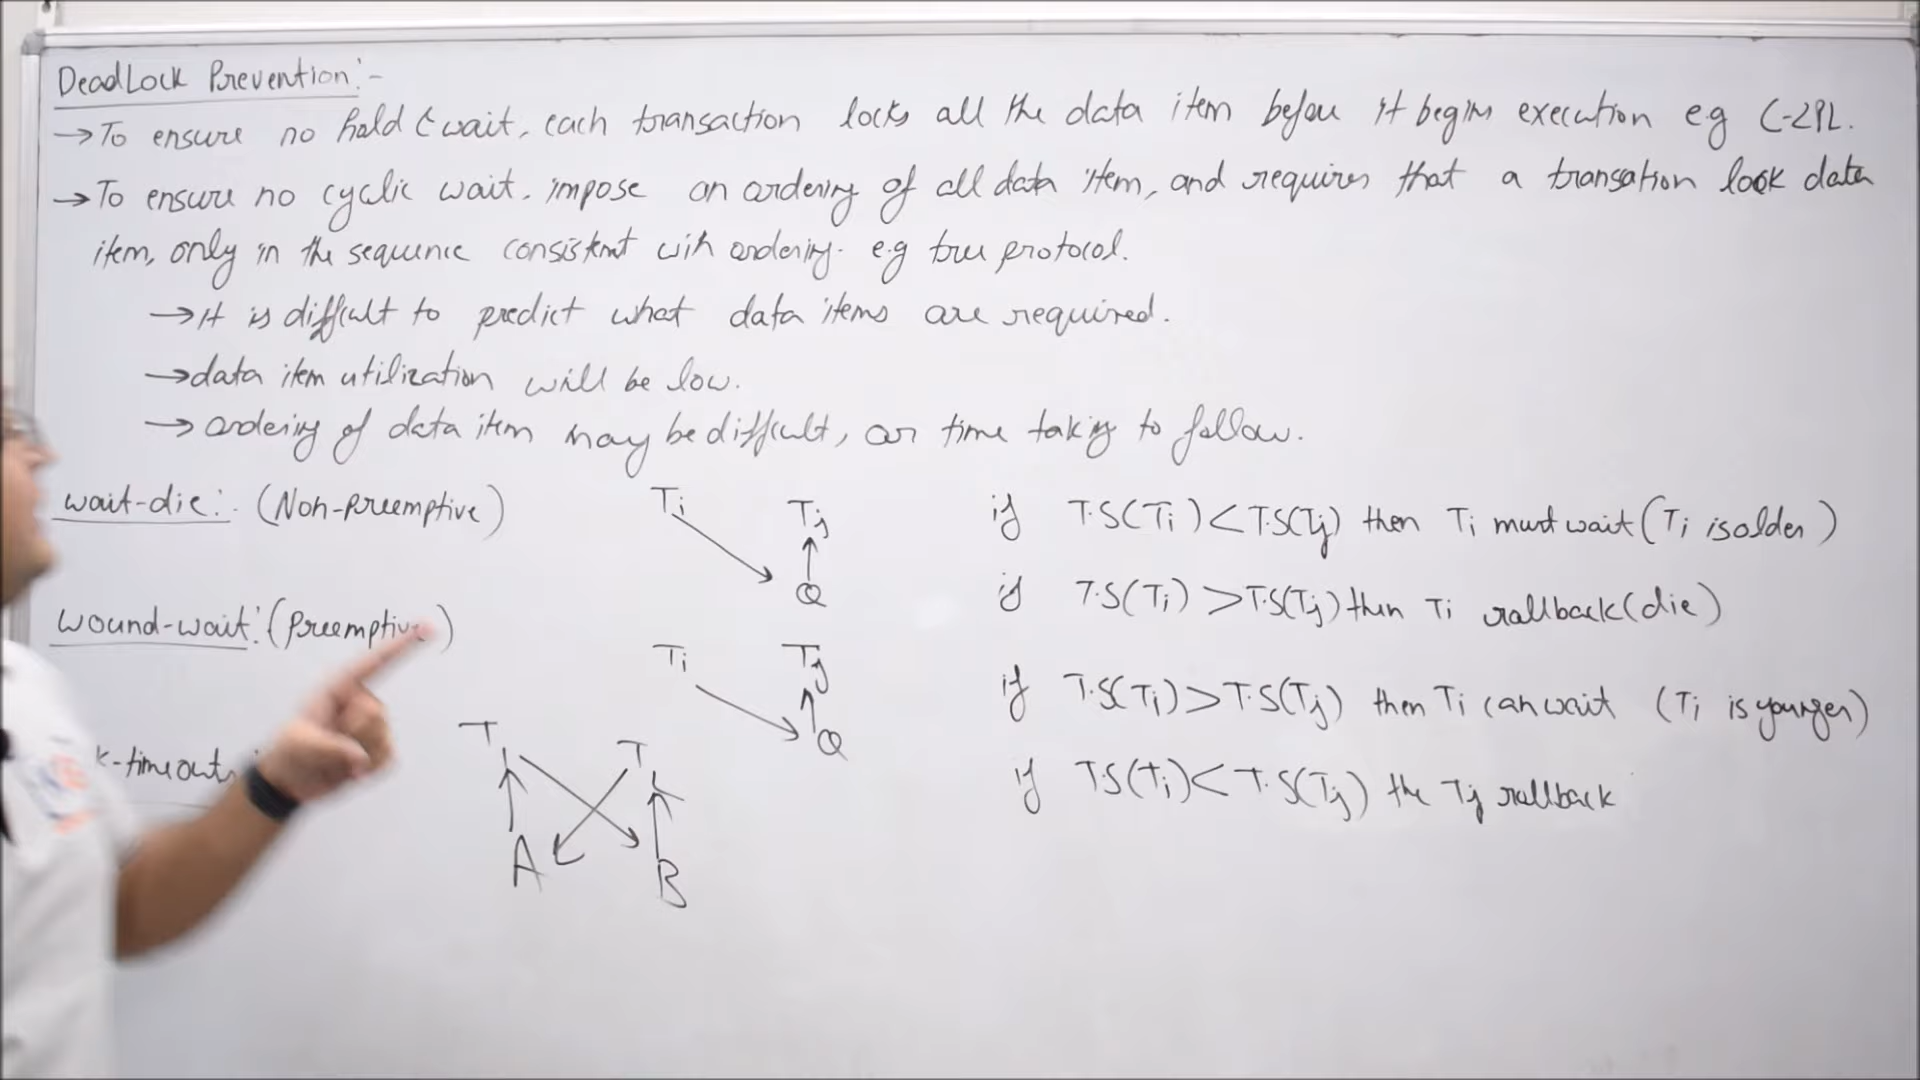 DeadLock Prevention:-
→To ensure no hold & wait, each transaction locks all the data item before it begins execution e.g C-2PL.
→To ensure no cyclic wait, impose an ordering of all data item, and requires that a transation lock data
item, only in the sequence consistent with ordering. e.g tree protocol.
→It is difficult to predict what data items are required.
→data item utilization will be low.
→ordering of data item may be difficult, or time taking to follow.
wait-die:- (Non-Preemptive)
Ti
Tj
Q
if T.S(Ti)<T.S(Tj) then Ti must wait (Ti is older)
if T.S(Ti)>T.S(Tj) then Ti rollback (die)
wound-wait: (Preemptive)
Ti
Tj
Q
if T.S(Ti)>T.S(Tj) then Ti can wait (Ti is younger)
if T.S(Ti)<T.S(Tj) the Tj rollback
k-timeouts
T
T
A
B